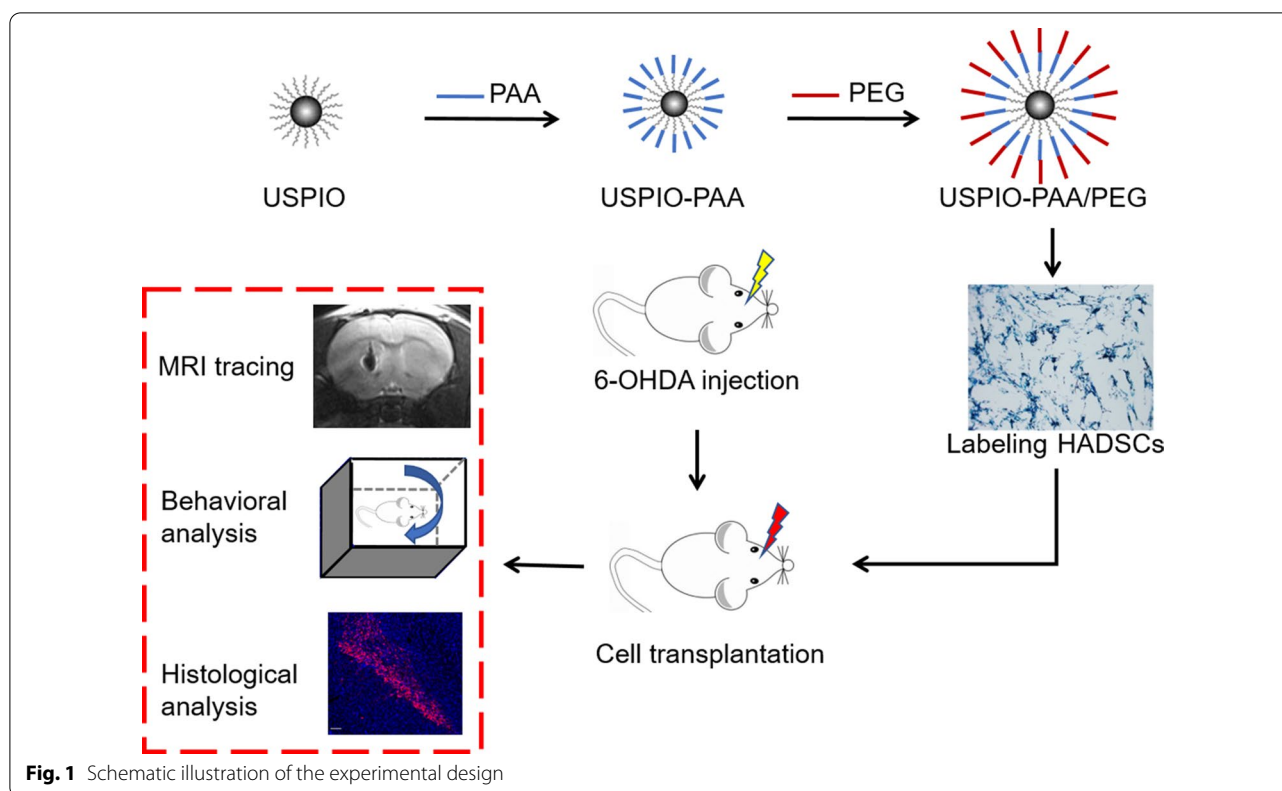 PAA
PEG
USPIO
USPIO-PAA
USPIO-PAA/PEG
MRI tracing
6-OHDA injection
Labeling HADSCs
Behavioral
analysis
Cell transplantation
Histological
analysis
Fig. 1 Schematic illustration of the experimental design